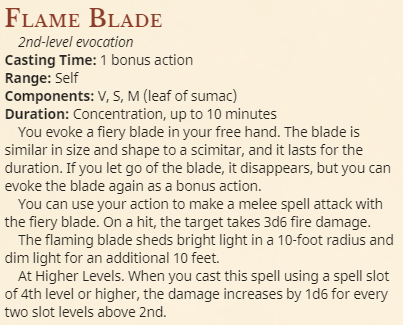 Flame Blade
2nd-level evocation
Casting Time: 1 bonus action
Range: Self
Components: V, S, M (leaf of sumac)
Duration: Concentration, up to 10 minutes
You evoke a fiery blade in your free hand. The blade is
similar in size and shape to a scimitar, and it lasts for the
duration. If you let go of the blade, it disappears, but you can
evoke the blade again as a bonus action.
You can use your action to make a melee spell attack with
the fiery blade. On a hit, the target takes 3d6 fire damage.
The flaming blade sheds bright light in a 10-foot radius and
dim light for an additional 10 feet.
At Higher Levels. When you cast this spell using a spell slot
of 4th level or higher, the damage increases by 1d6 for every
two slot levels above 2nd.